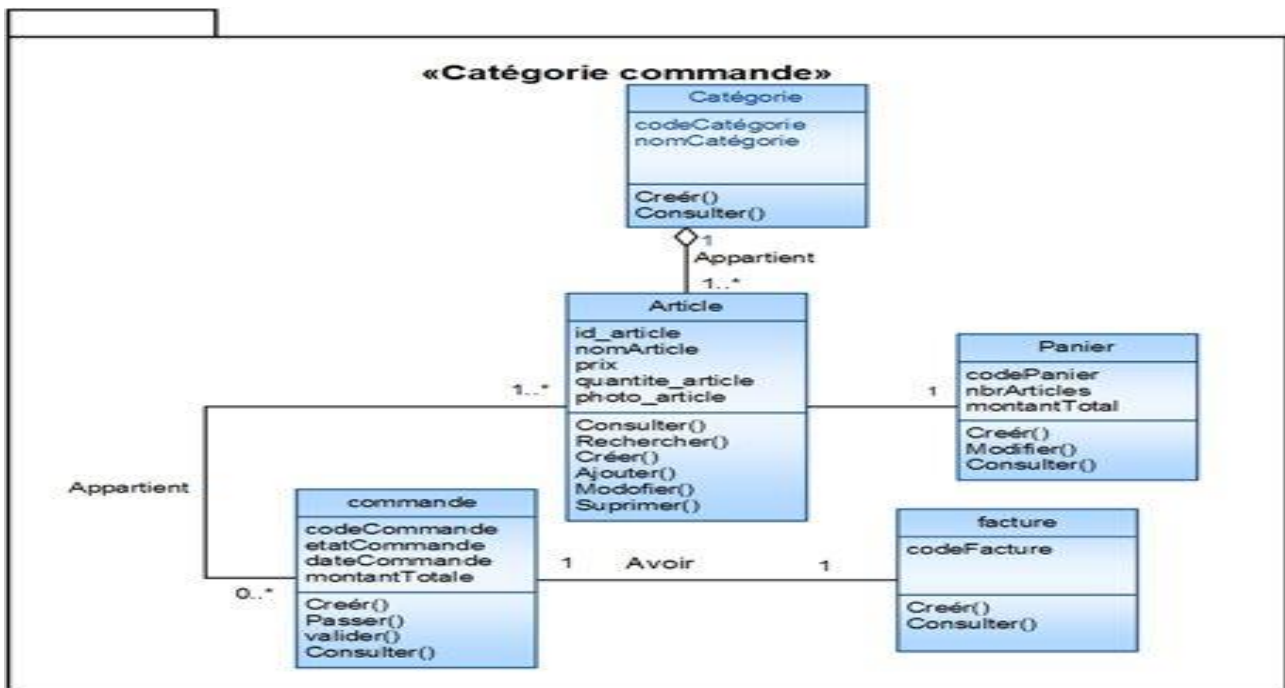 «Catégorie commande»
Catégorie
codeCatégorie
nomCatégorie
Creér()
Consulter()
1
Appartient
1..*
Article
id_article
nomArticle
prix
quantite_article
photo_article
Consulter()
Rechercher()
Créer()
Ajouter()
Modofier()
Suprimer()
1..*
1
Panier
codePanier
nbrArticles
montantTotal
Creér()
Modifier()
Consulter()
Appartient
0..*
commande
codeCommande
etatCommande
dateCommande
montantTotale
Creér()
Passer()
valider()
Consulter()
1 Avoir 1
facture
codeFacture
Creér()
Consulter()